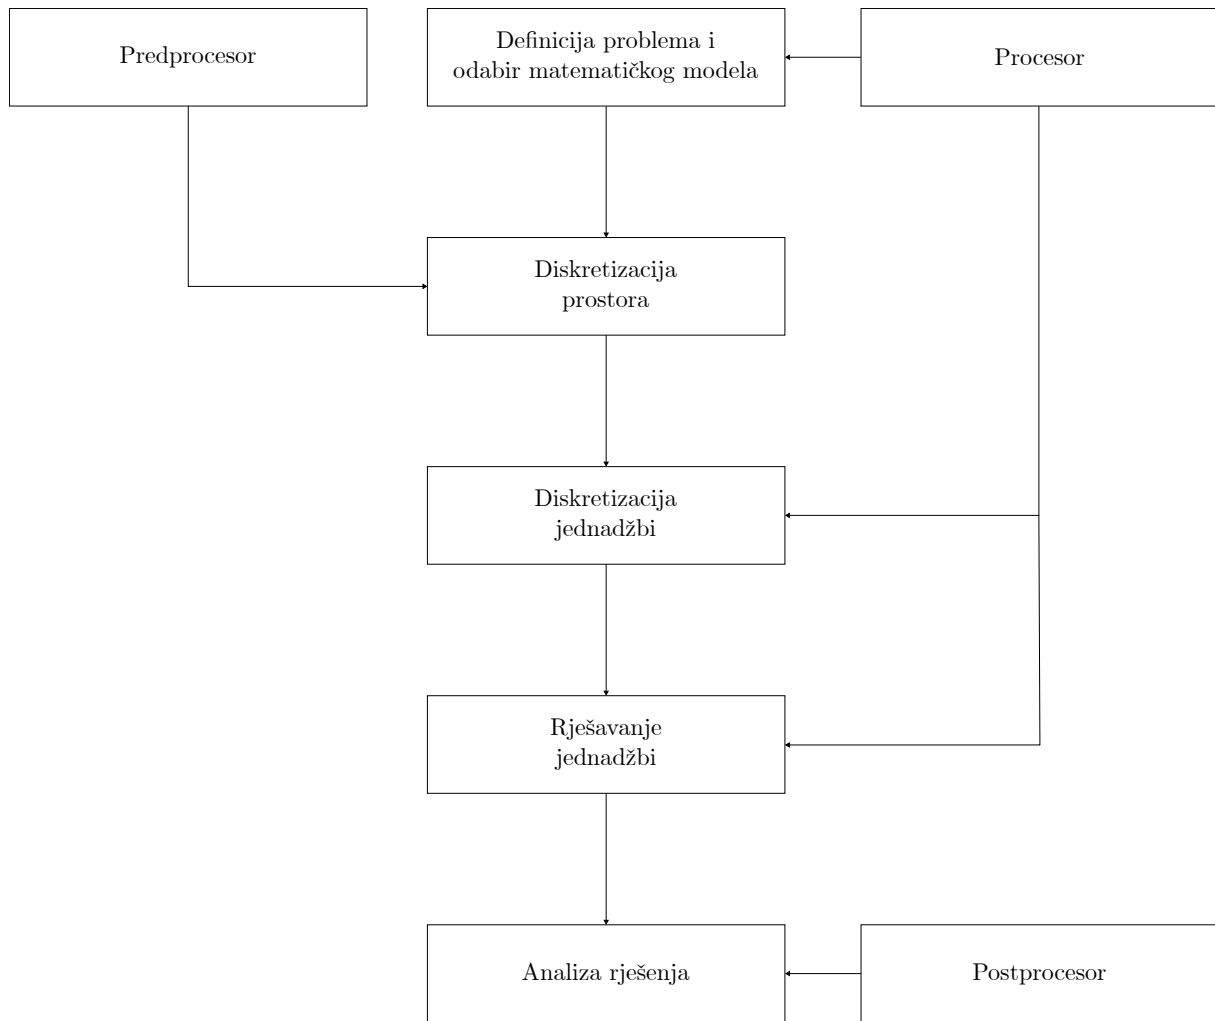 Predprocesor
Definicija problema i
odabir matematičkog modela
Procesor
Diskretizacija
prostora
Diskretizacija
jednadžbi
Rješavanje
jednadžbi
Analiza rješenja
Postprocesor